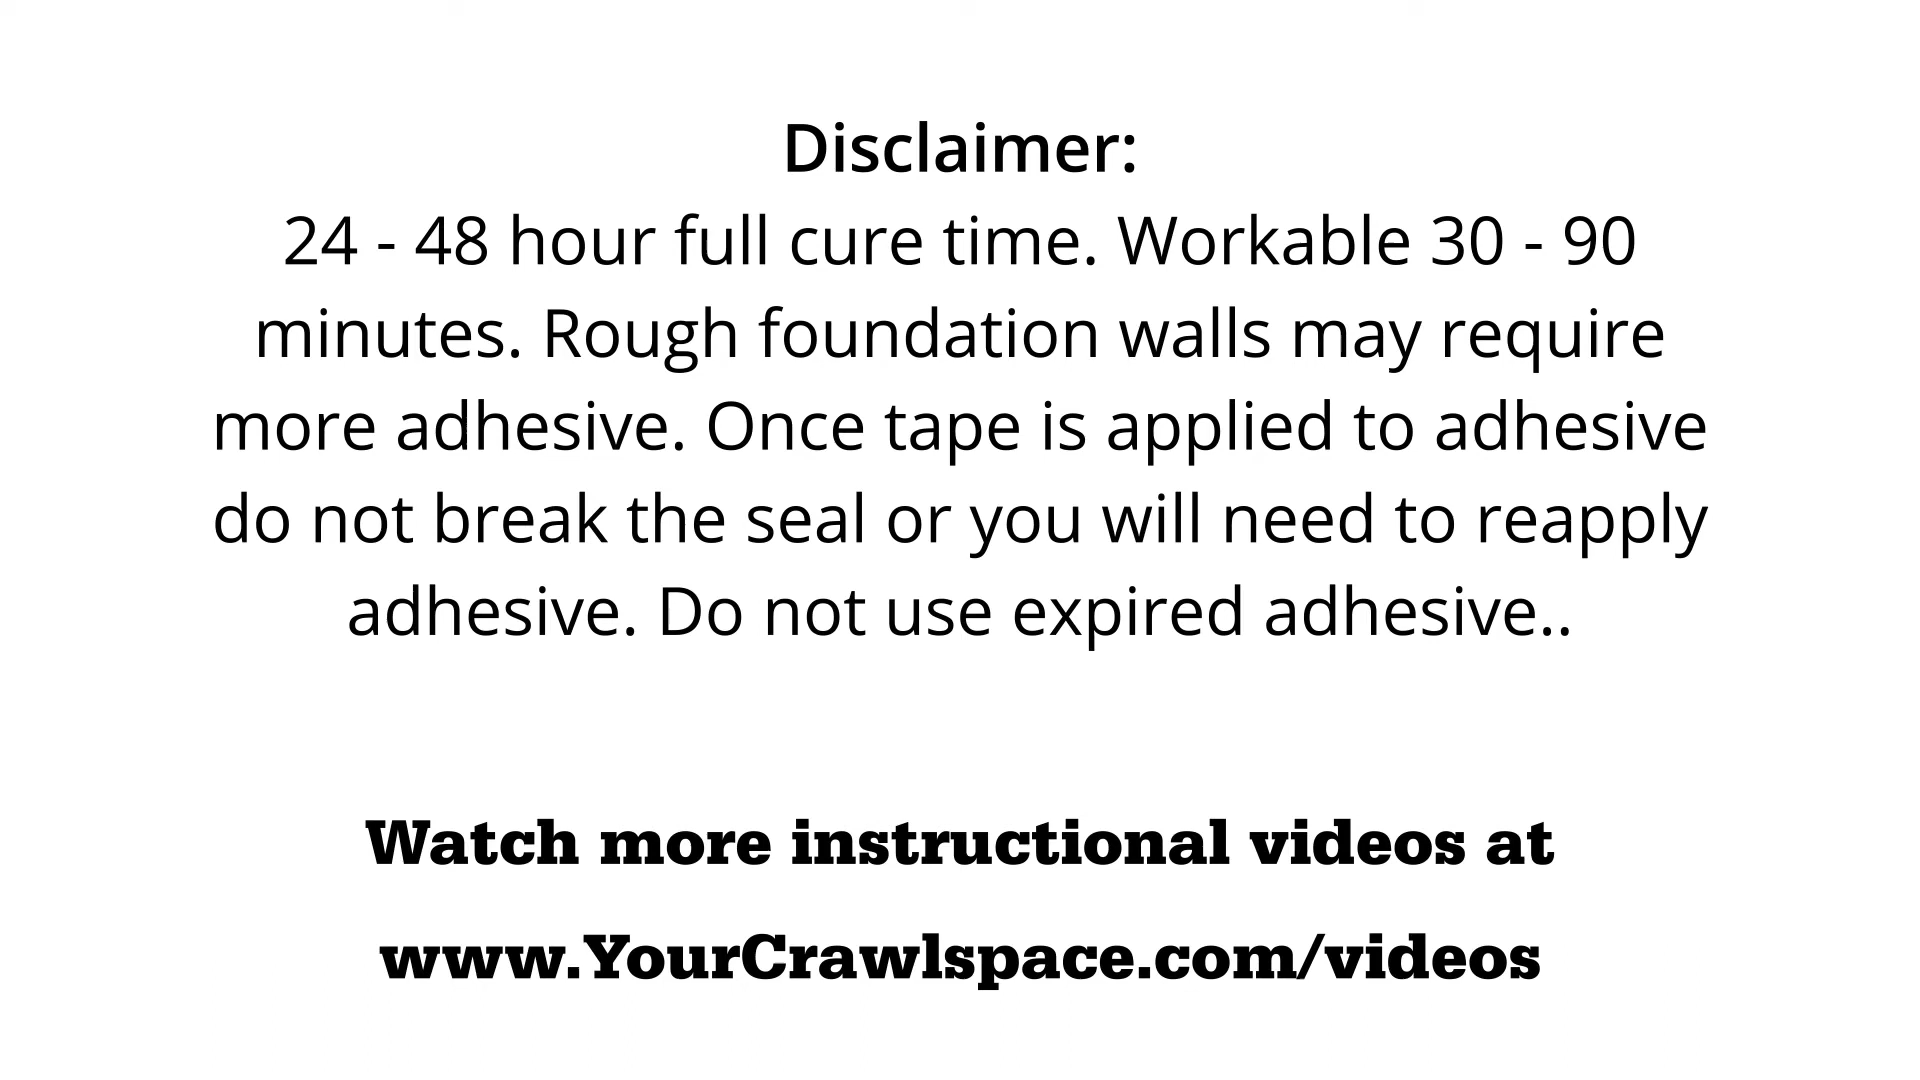 Disclaimer:
24 - 48 hour full cure time. Workable 30 - 90
minutes. Rough foundation walls may require
more adhesive. Once tape is applied to adhesive
do not break the seal or you will need to reapply
adhesive. Do not use expired adhesive..
Watch more instructional videos at
www.YourCrawlspace.com/videos